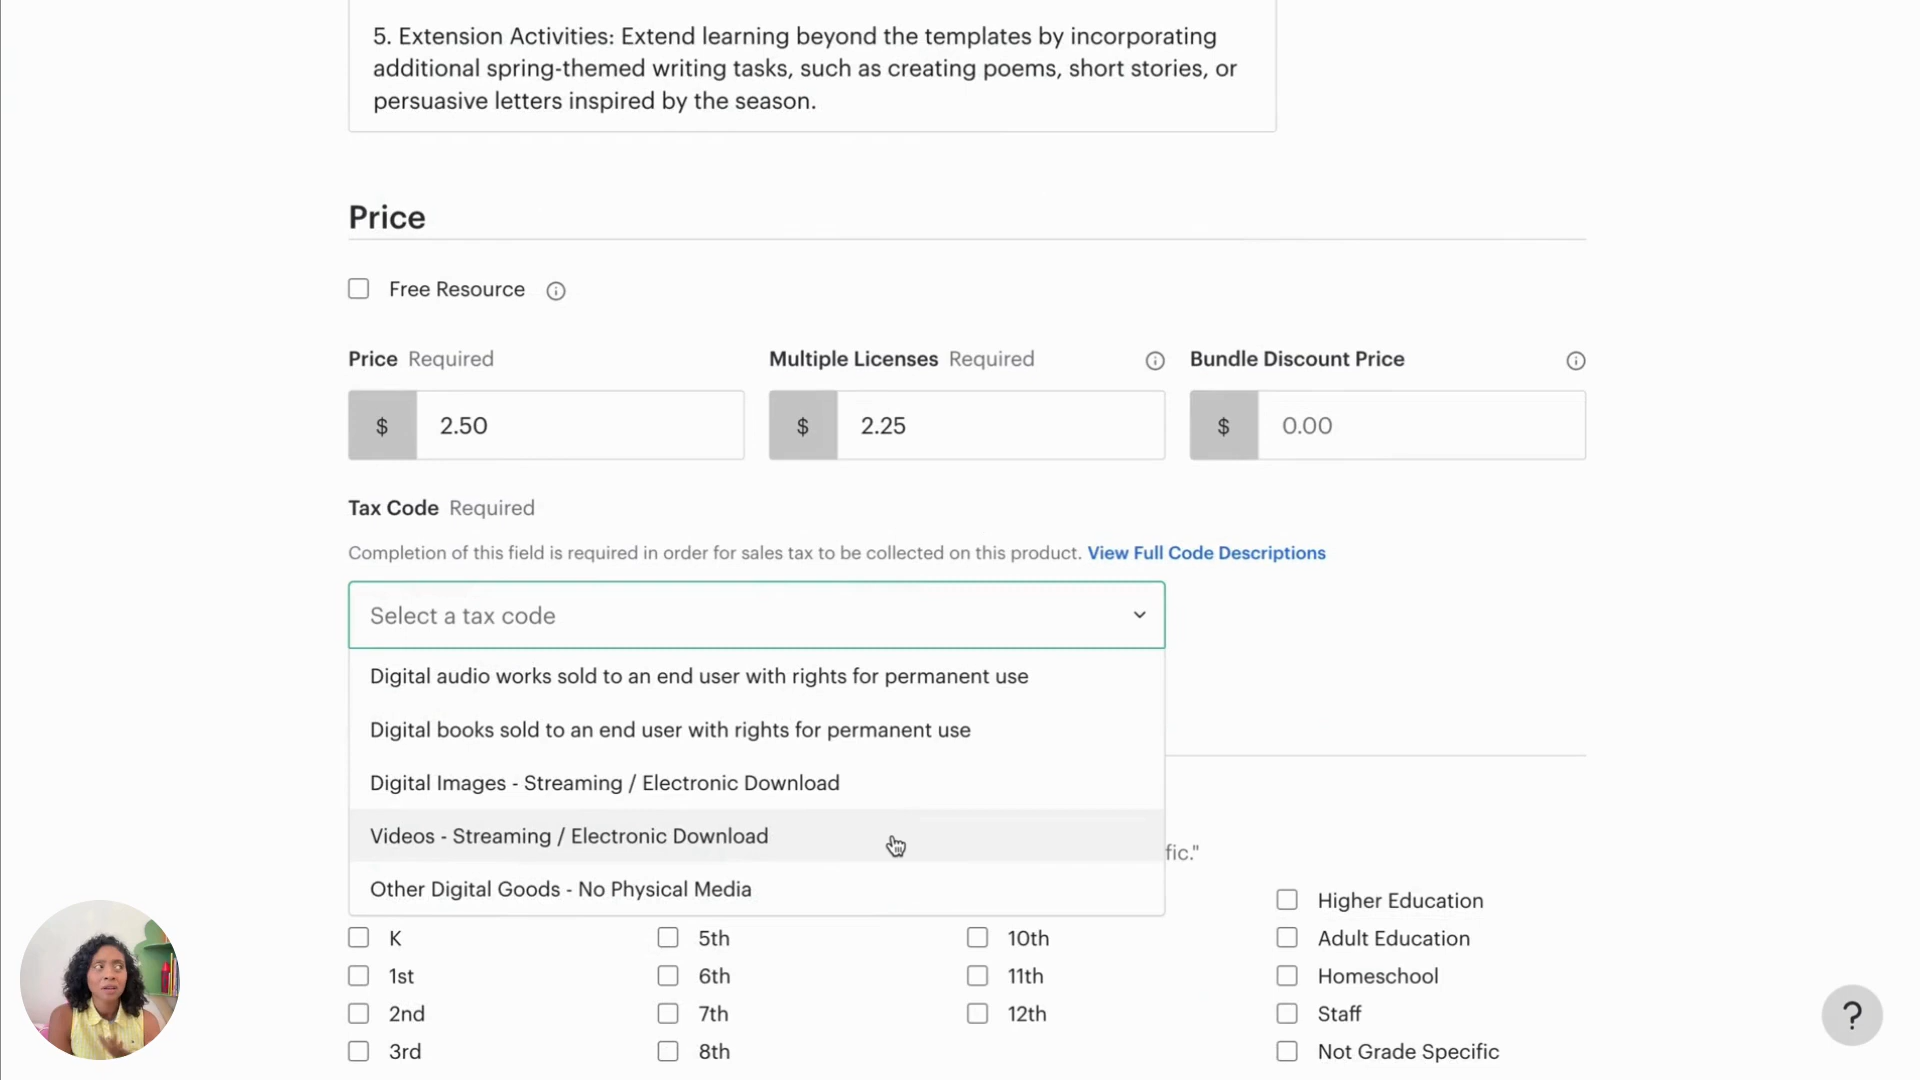 5. Extension Activities: Extend learning beyond the templates by incorporating
additional spring-themed writing tasks, such as creating poems, short stories, or
persuasive letters inspired by the season.
Price
Free Resource
Price Required
Multiple Licenses Required
Bundle Discount Price
$ 2.50
$ 2.25
$ 0.00
Tax Code Required
Completion of this field is required in order for sales tax to be collected on this product. View Full Code Descriptions
Select a tax code
Digital audio works sold to an end user with rights for permanent use
Digital books sold to an end user with rights for permanent use
Digital Images - Streaming / Electronic Download
Videos - Streaming / Electronic Download
fic."
Other Digital Goods - No Physical Media
Higher Education
K
5th
10th
Adult Education
1st
6th
11th
Homeschool
2nd
7th
12th
Staff
3rd
8th
Not Grade Specific
?